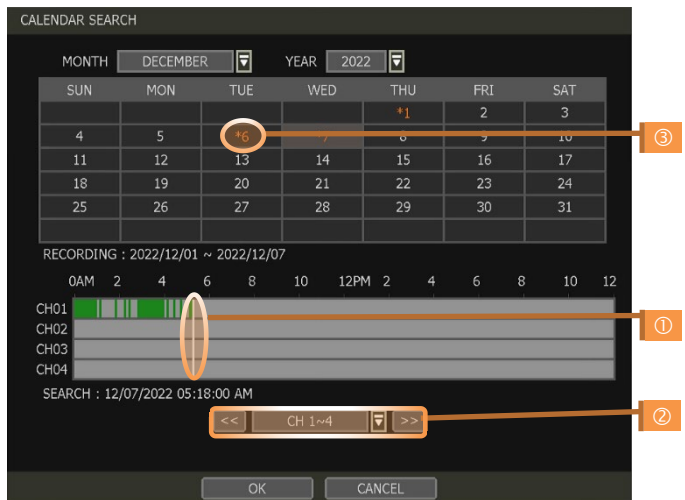 CALENDAR SEARCH
MONTH DECEMBER YEAR 2022
SUN MON TUE WED THU FRI SAT
*1 2 3
4 5 *6 *7 8 9 10
③
11 12 13 14 15 16 17
18 19 20 21 22 23 24
25 26 27 28 29 30 31
RECORDING : 2022/12/01 ~ 2022/12/07
0AM 2 4 6 8 10 12PM 2 4 6 8 10 12
CH01
①
CH02
CH03
CH04
SEARCH : 12/07/2022 05:18:00 AM
<< CH 1~4 >>
②
OK CANCEL